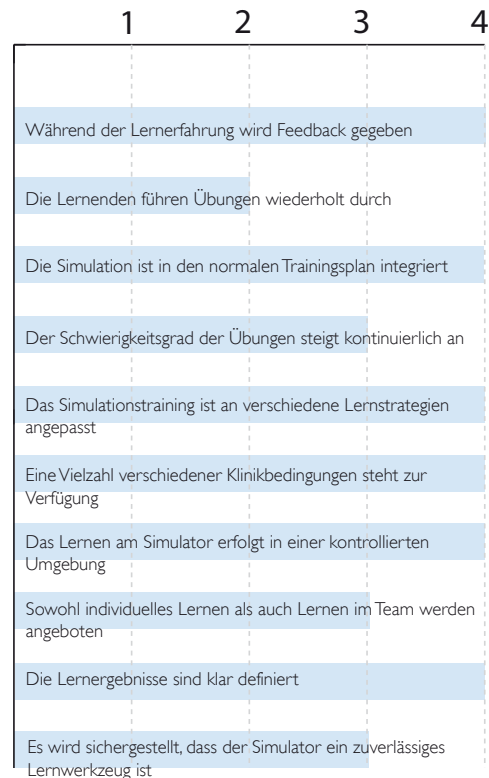 1 2 3 4
Während der Lernerfahrung wird Feedback gegeben
Die Lernenden führen Übungen wiederholt durch
Die Simulation ist in den normalen Trainingsplan integriert
Der Schwierigkeitsgrad der Übungen steigt kontinuierlich an
Das Simulationstraining ist an verschiedene Lernstrategien
angepasst
Eine Vielzahl verschiedener Klinikbedingungen steht zur
Verfügung
Das Lernen am Simulator erfolgt in einer kontrollierten
Umgebung
Sowohl individuelles Lernen als auch Lernen im Team werden
angeboten
Die Lernergebnisse sind klar definiert
Es wird sichergestellt, dass der Simulator ein zuverlässiges
Lernwerkzeug ist